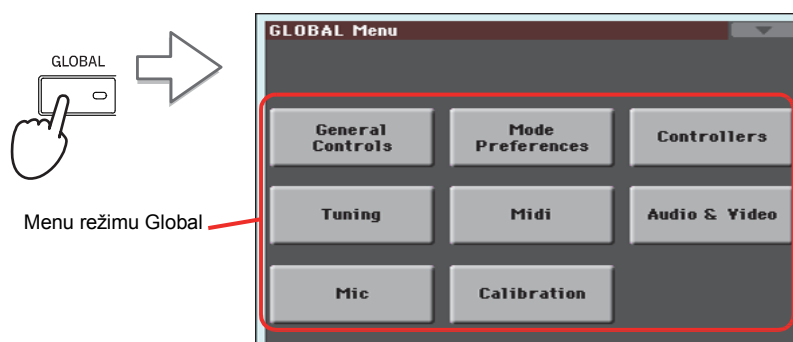 GLOBAL
GLOBAL Menu
General
Controls
Mode
Preferences
Controllers
Tuning
Midi
Audio & Video
Mic
Calibration
Menu režimu Global